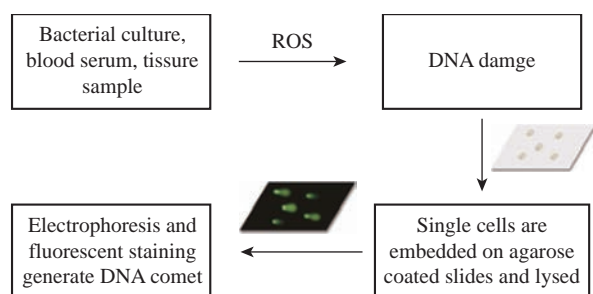 Bacterial culture,
blood serum, tissure
sample
ROS
DNA damge
Single cells are
embedded on agarose
coated slides and lysed
Electrophoresis and
fluorescent staining
generate DNA comet